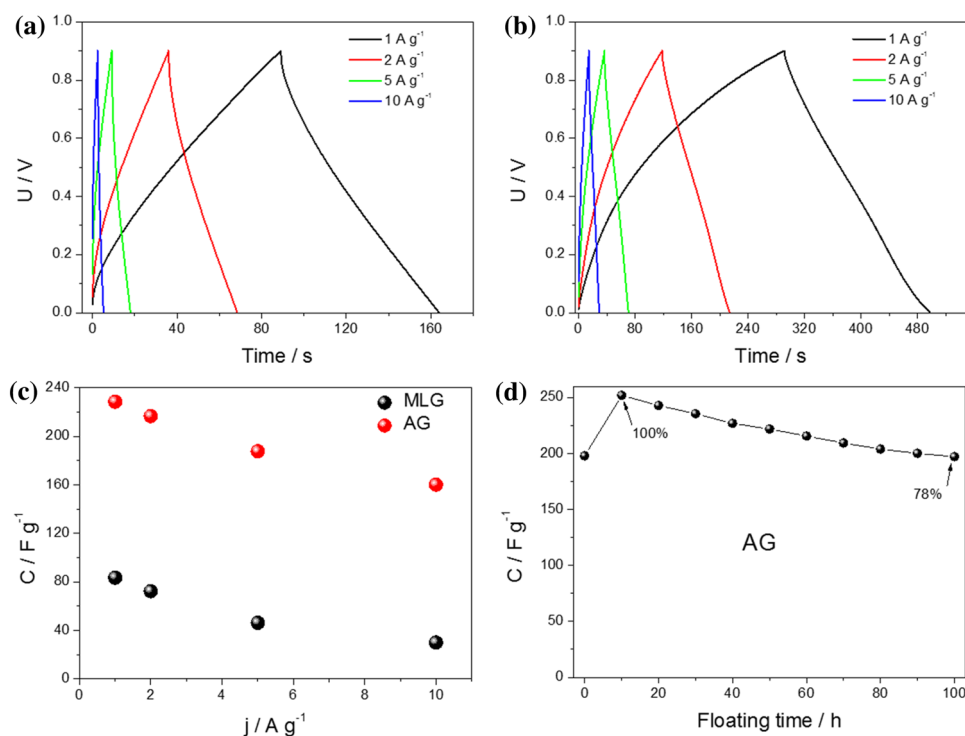 (a)
1.0
0.8
0.6
0.4
0.2
0.0
U / V
1 A g⁻¹
2 A g⁻¹
5 A g⁻¹
10 A g⁻¹
0 40 80 120 160
Time / s
(b)
1.0
0.8
0.6
0.4
0.2
0.0
U / V
1 A g⁻¹
2 A g⁻¹
5 A g⁻¹
10 A g⁻¹
0 80 160 240 320 400 480
Time / s
(c)
240
200
160
120
80
40
0
C / F g⁻¹
MLG
AG
0 2 4 6 8 10
j / A g⁻¹
(d)
250
200
150
100
50
0
C / F g⁻¹
100%
78%
AG
0 20 40 60 80 100
Floating time / h